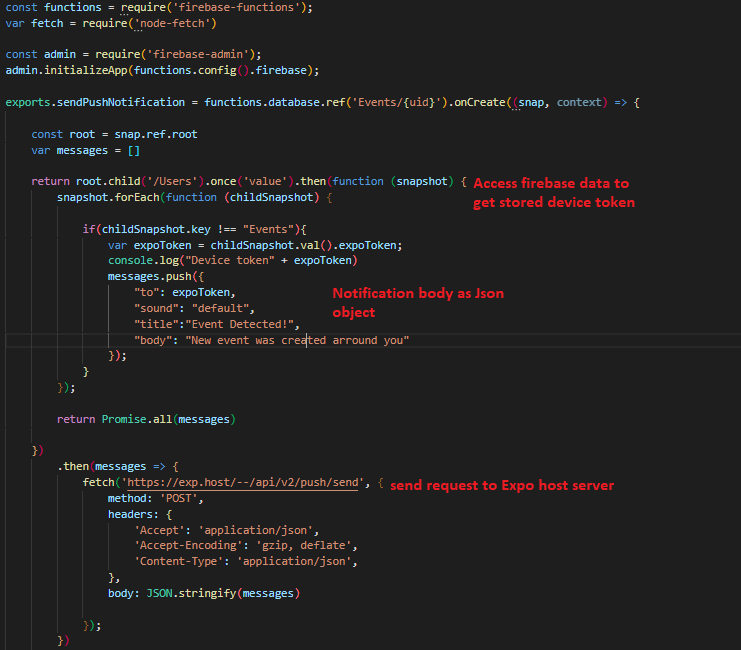 const functions = require('firebase-functions');
var fetch = require('node-fetch')
const admin = require('firebase-admin');
admin.initializeApp(functions.config().firebase);
exports.sendPushNotification = functions.database.ref('Events/{uid}').onCreate((snap, context) => {
const root = snap.ref.root
var messages = []
return root.child('/Users').once('value').then(function (snapshot) { Access firebase data to
snapshot.forEach(function (childSnapshot) { get stored device token
if(childSnapshot.key !== "Events"){
var expoToken = childSnapshot.val().expoToken;
console.log("Device token" + expoToken)
messages.push({
"to": expoToken, Notification body as Json
"sound": "default", object
"title":"Event Detected!",
"body": "New event was created arround you"
});
}
});
return Promise.all(messages)
})
.then(messages => {
fetch('https://exp.host/--/api/v2/push/send', { send request to Expo host server
method: 'POST',
headers: {
'Accept': 'application/json',
'Accept-Encoding': 'gzip, deflate',
'Content-Type': 'application/json',
},
body: JSON.stringify(messages)
});
})